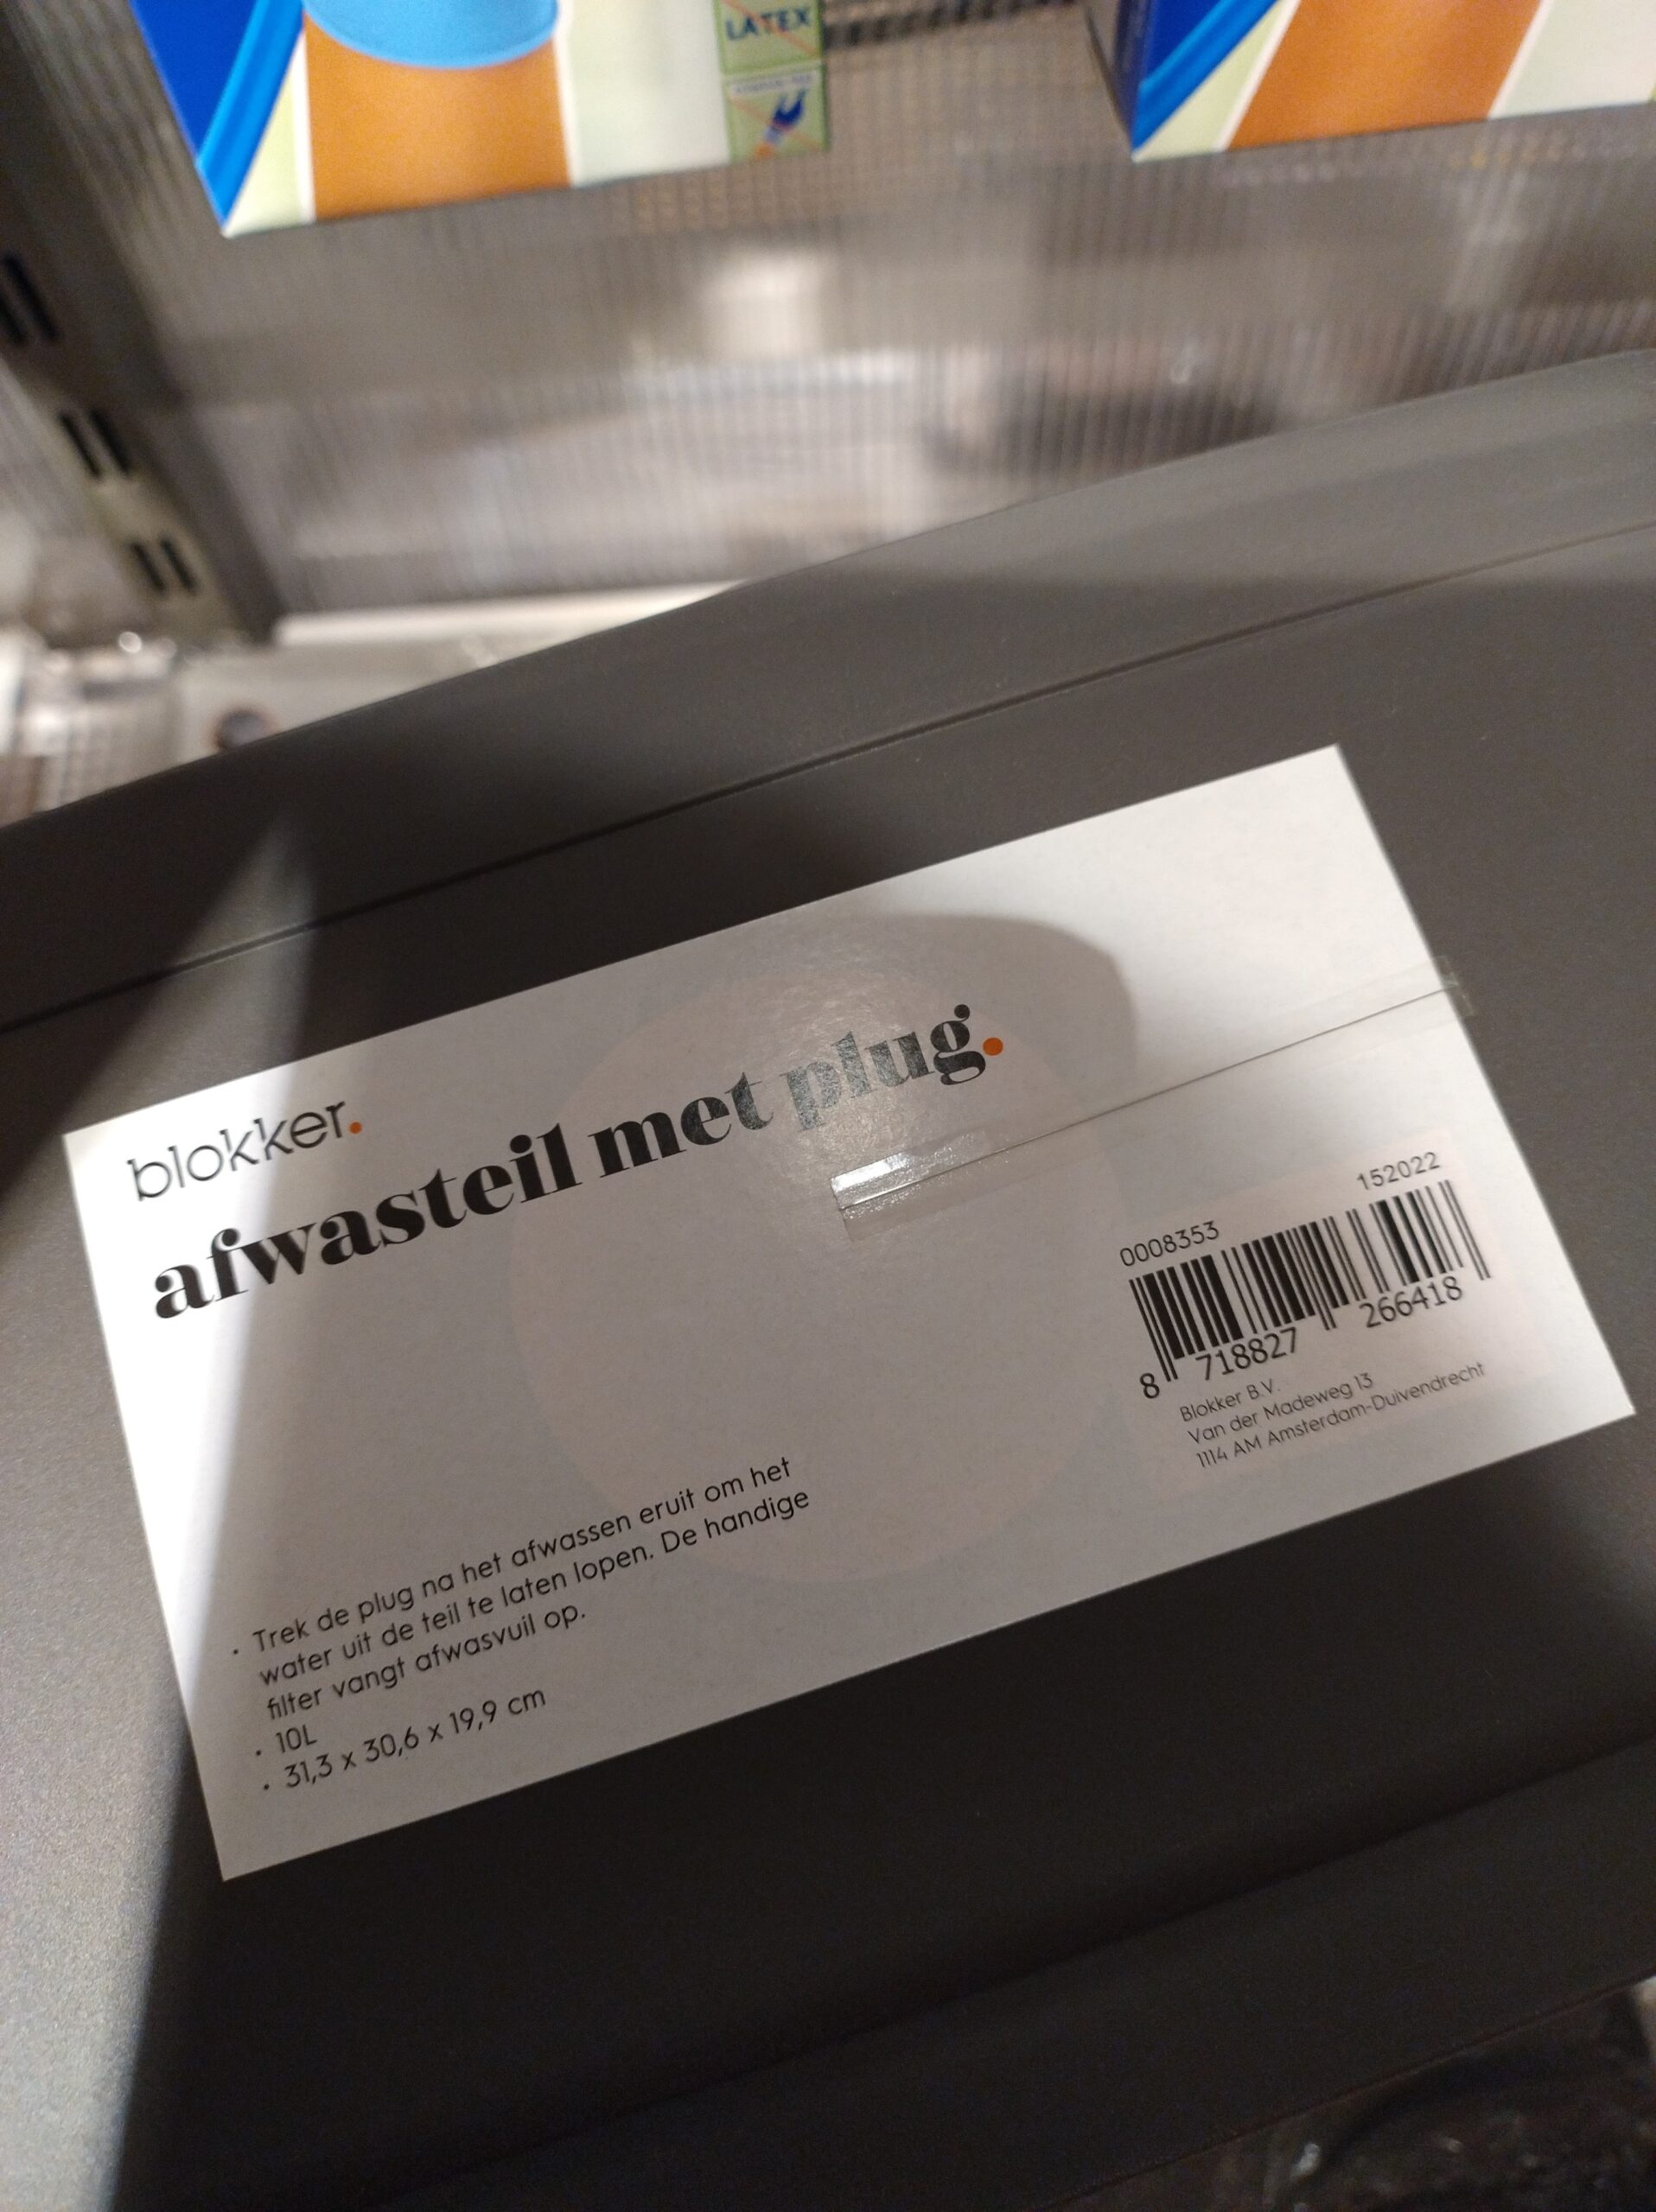 LATEX
blokker.
afwasteil met plug.
0008353 152022
8 718827 266418
Blokker B.V.
Van der Madeweg 13
1114 AM Amsterdam-Duivendrecht
· Trek de plug na het afwassen eruit om het
water uit de teil te laten lopen. De handige
filter vangt afwasvuil op.
· 10L
· 31,3 x 30,6 x 19,9 cm